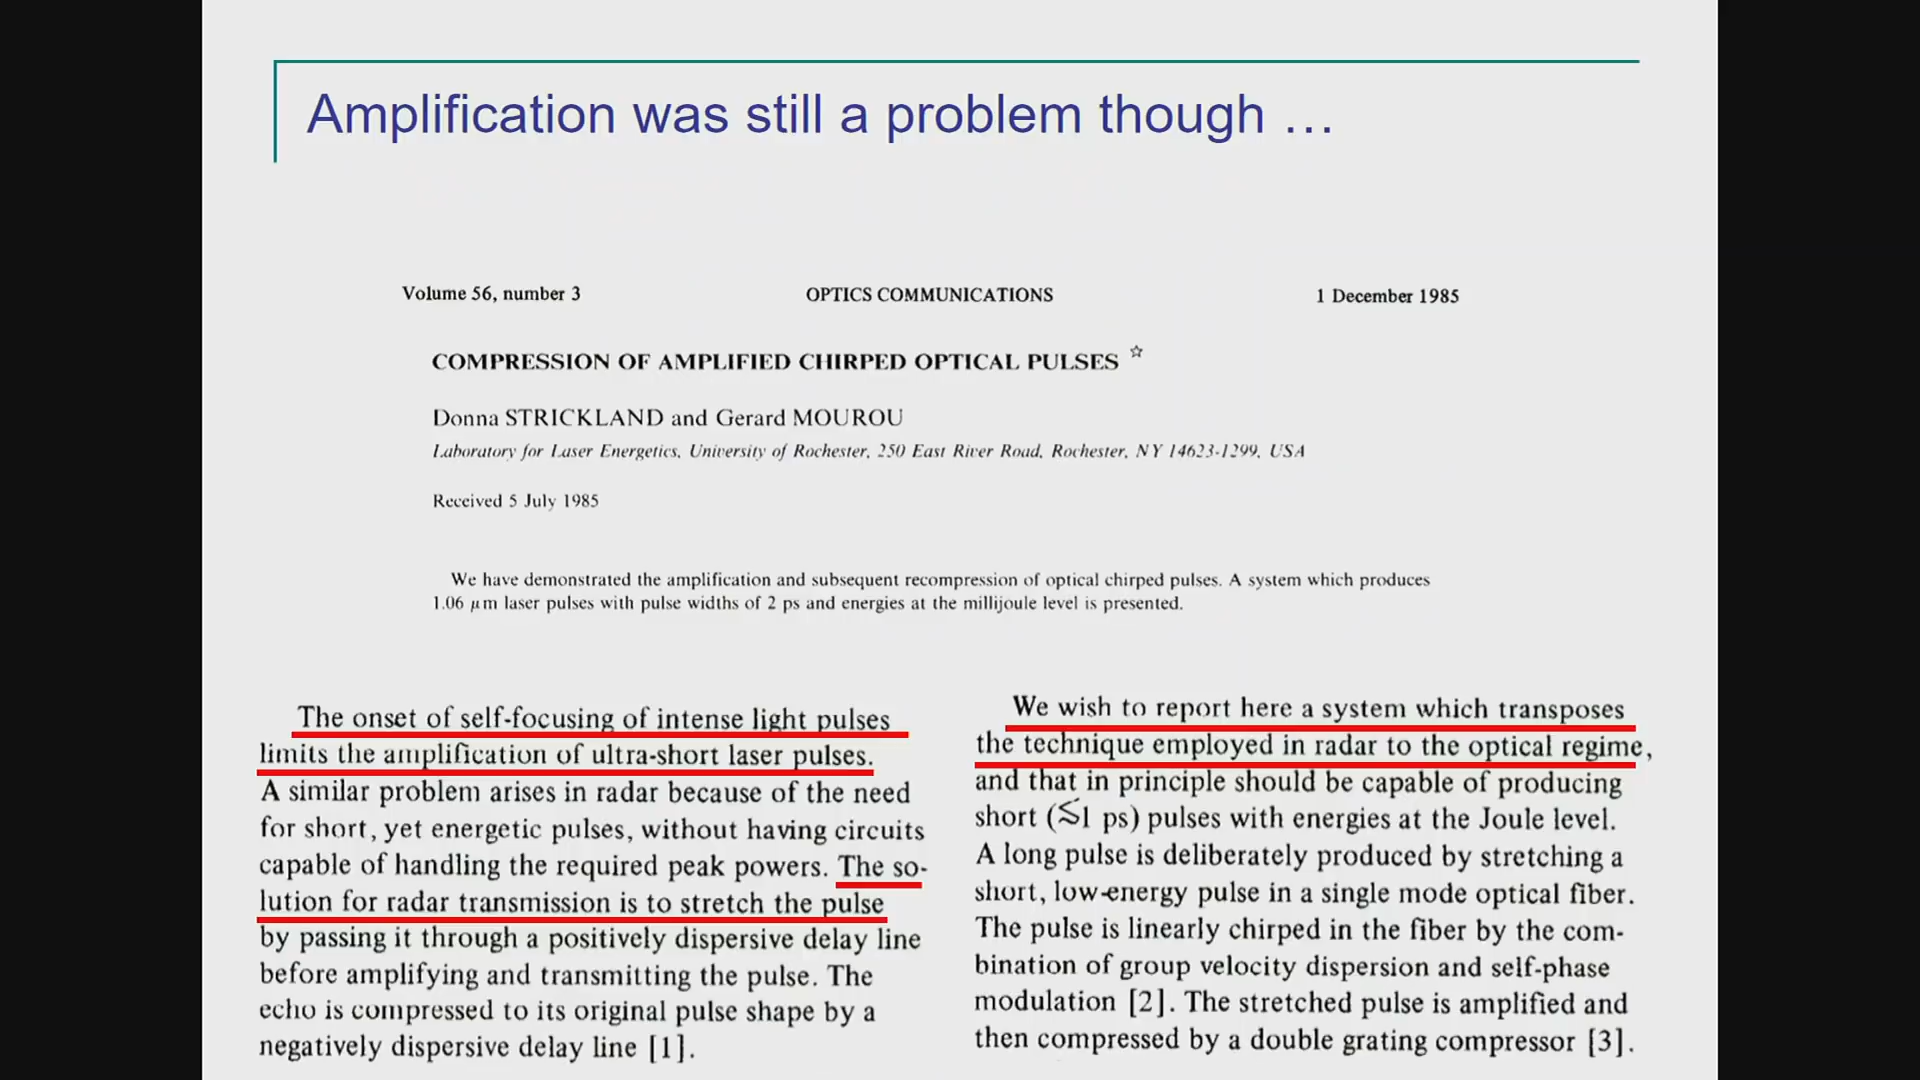 Amplification was still a problem though …
Volume 56, number 3 OPTICS COMMUNICATIONS 1 December 1985
COMPRESSION OF AMPLIFIED CHIRPED OPTICAL PULSES ☆
Donna STRICKLAND and Gerard MOUROU
Laboratory for Laser Energetics, University of Rochester, 250 East River Road, Rochester, NY 14623-1299, USA
Received 5 July 1985
We have demonstrated the amplification and subsequent recompression of optical chirped pulses. A system which produces
1.06 μm laser pulses with pulse widths of 2 ps and energies at the millijoule level is presented.
The onset of self-focusing of intense light pulses
limits the amplification of ultra-short laser pulses.
A similar problem arises in radar because of the need
for short, yet energetic pulses, without having circuits
capable of handling the required peak powers. The so-
lution for radar transmission is to stretch the pulse
by passing it through a positively dispersive delay line
before amplifying and transmitting the pulse. The
echo is compressed to its original pulse shape by a
negatively dispersive delay line [1].
We wish to report here a system which transposes
the technique employed in radar to the optical regime,
and that in principle should be capable of producing
short (≲1 ps) pulses with energies at the Joule level.
A long pulse is deliberately produced by stretching a
short, low-energy pulse in a single mode optical fiber.
The pulse is linearly chirped in the fiber by the com-
bination of group velocity dispersion and self-phase
modulation [2]. The stretched pulse is amplified and
then compressed by a double grating compressor [3].